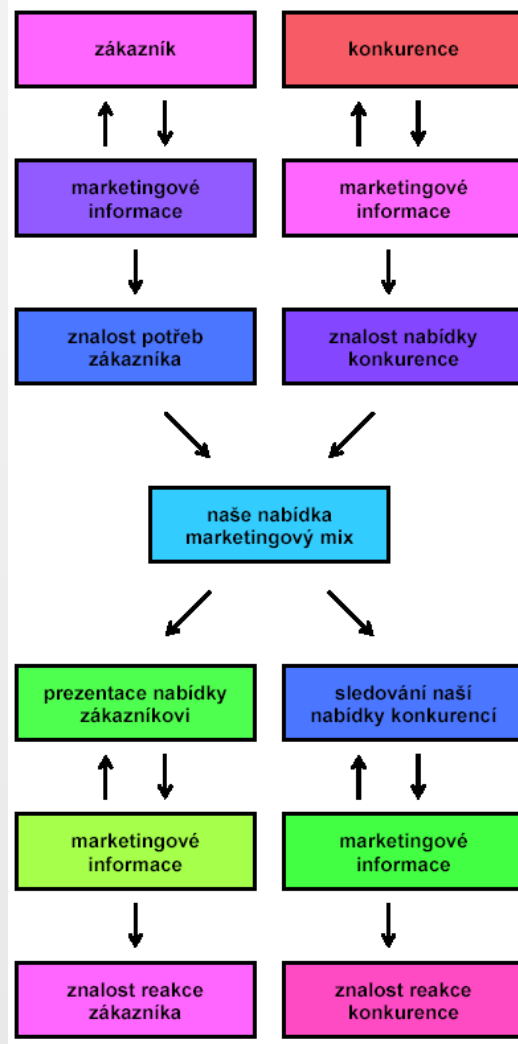 zákazník
konkurence
marketingové
informace
marketingové
informace
znalost potřeb
zákazníka
znalost nabídky
konkurence
naše nabídka
marketingový mix
prezentace nabídky
zákazníkovi
sledování naší
nabídky konkurencí
marketingové
informace
marketingové
informace
znalost reakce
zákazníka
znalost reakce
konkurence